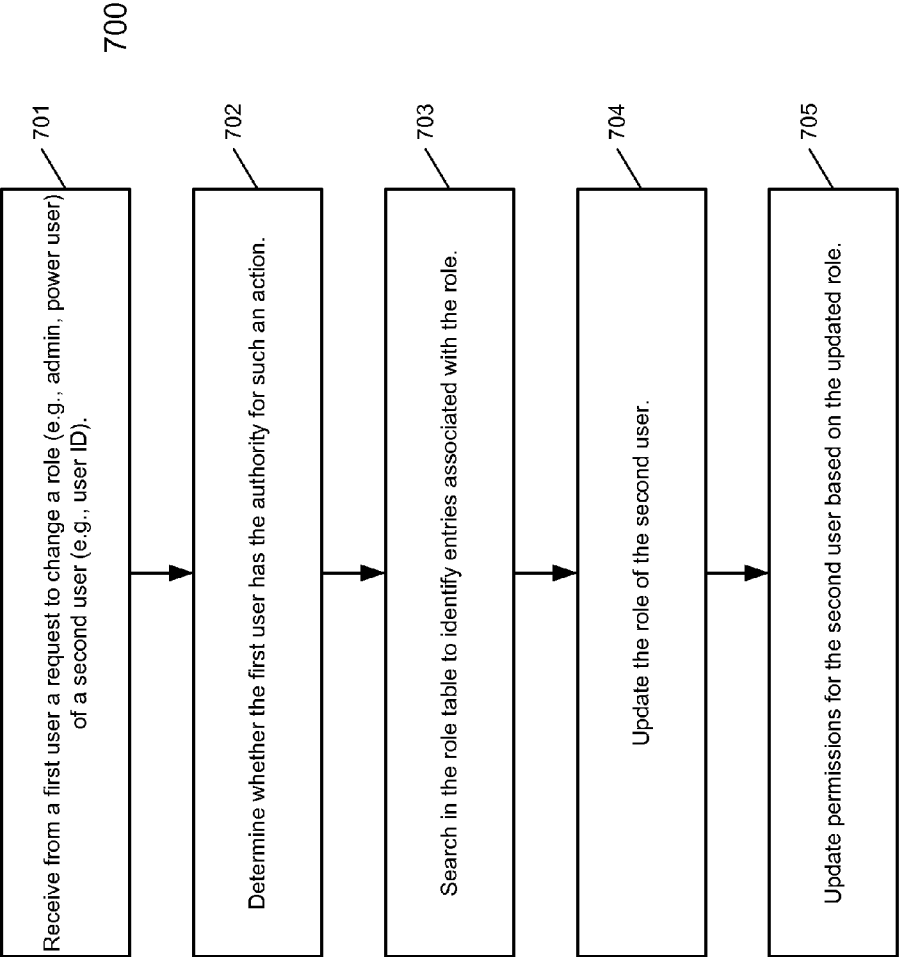 700
701
Receive from a first user a request to change a role (e.g., admin, power user)
of a second user (e.g., user ID).
702
Determine whether the first user has the authority for such an action.
703
Search in the role table to identify entries associated with the role.
704
Update the role of the second user.
705
Update permissions for the second user based on the updated role.